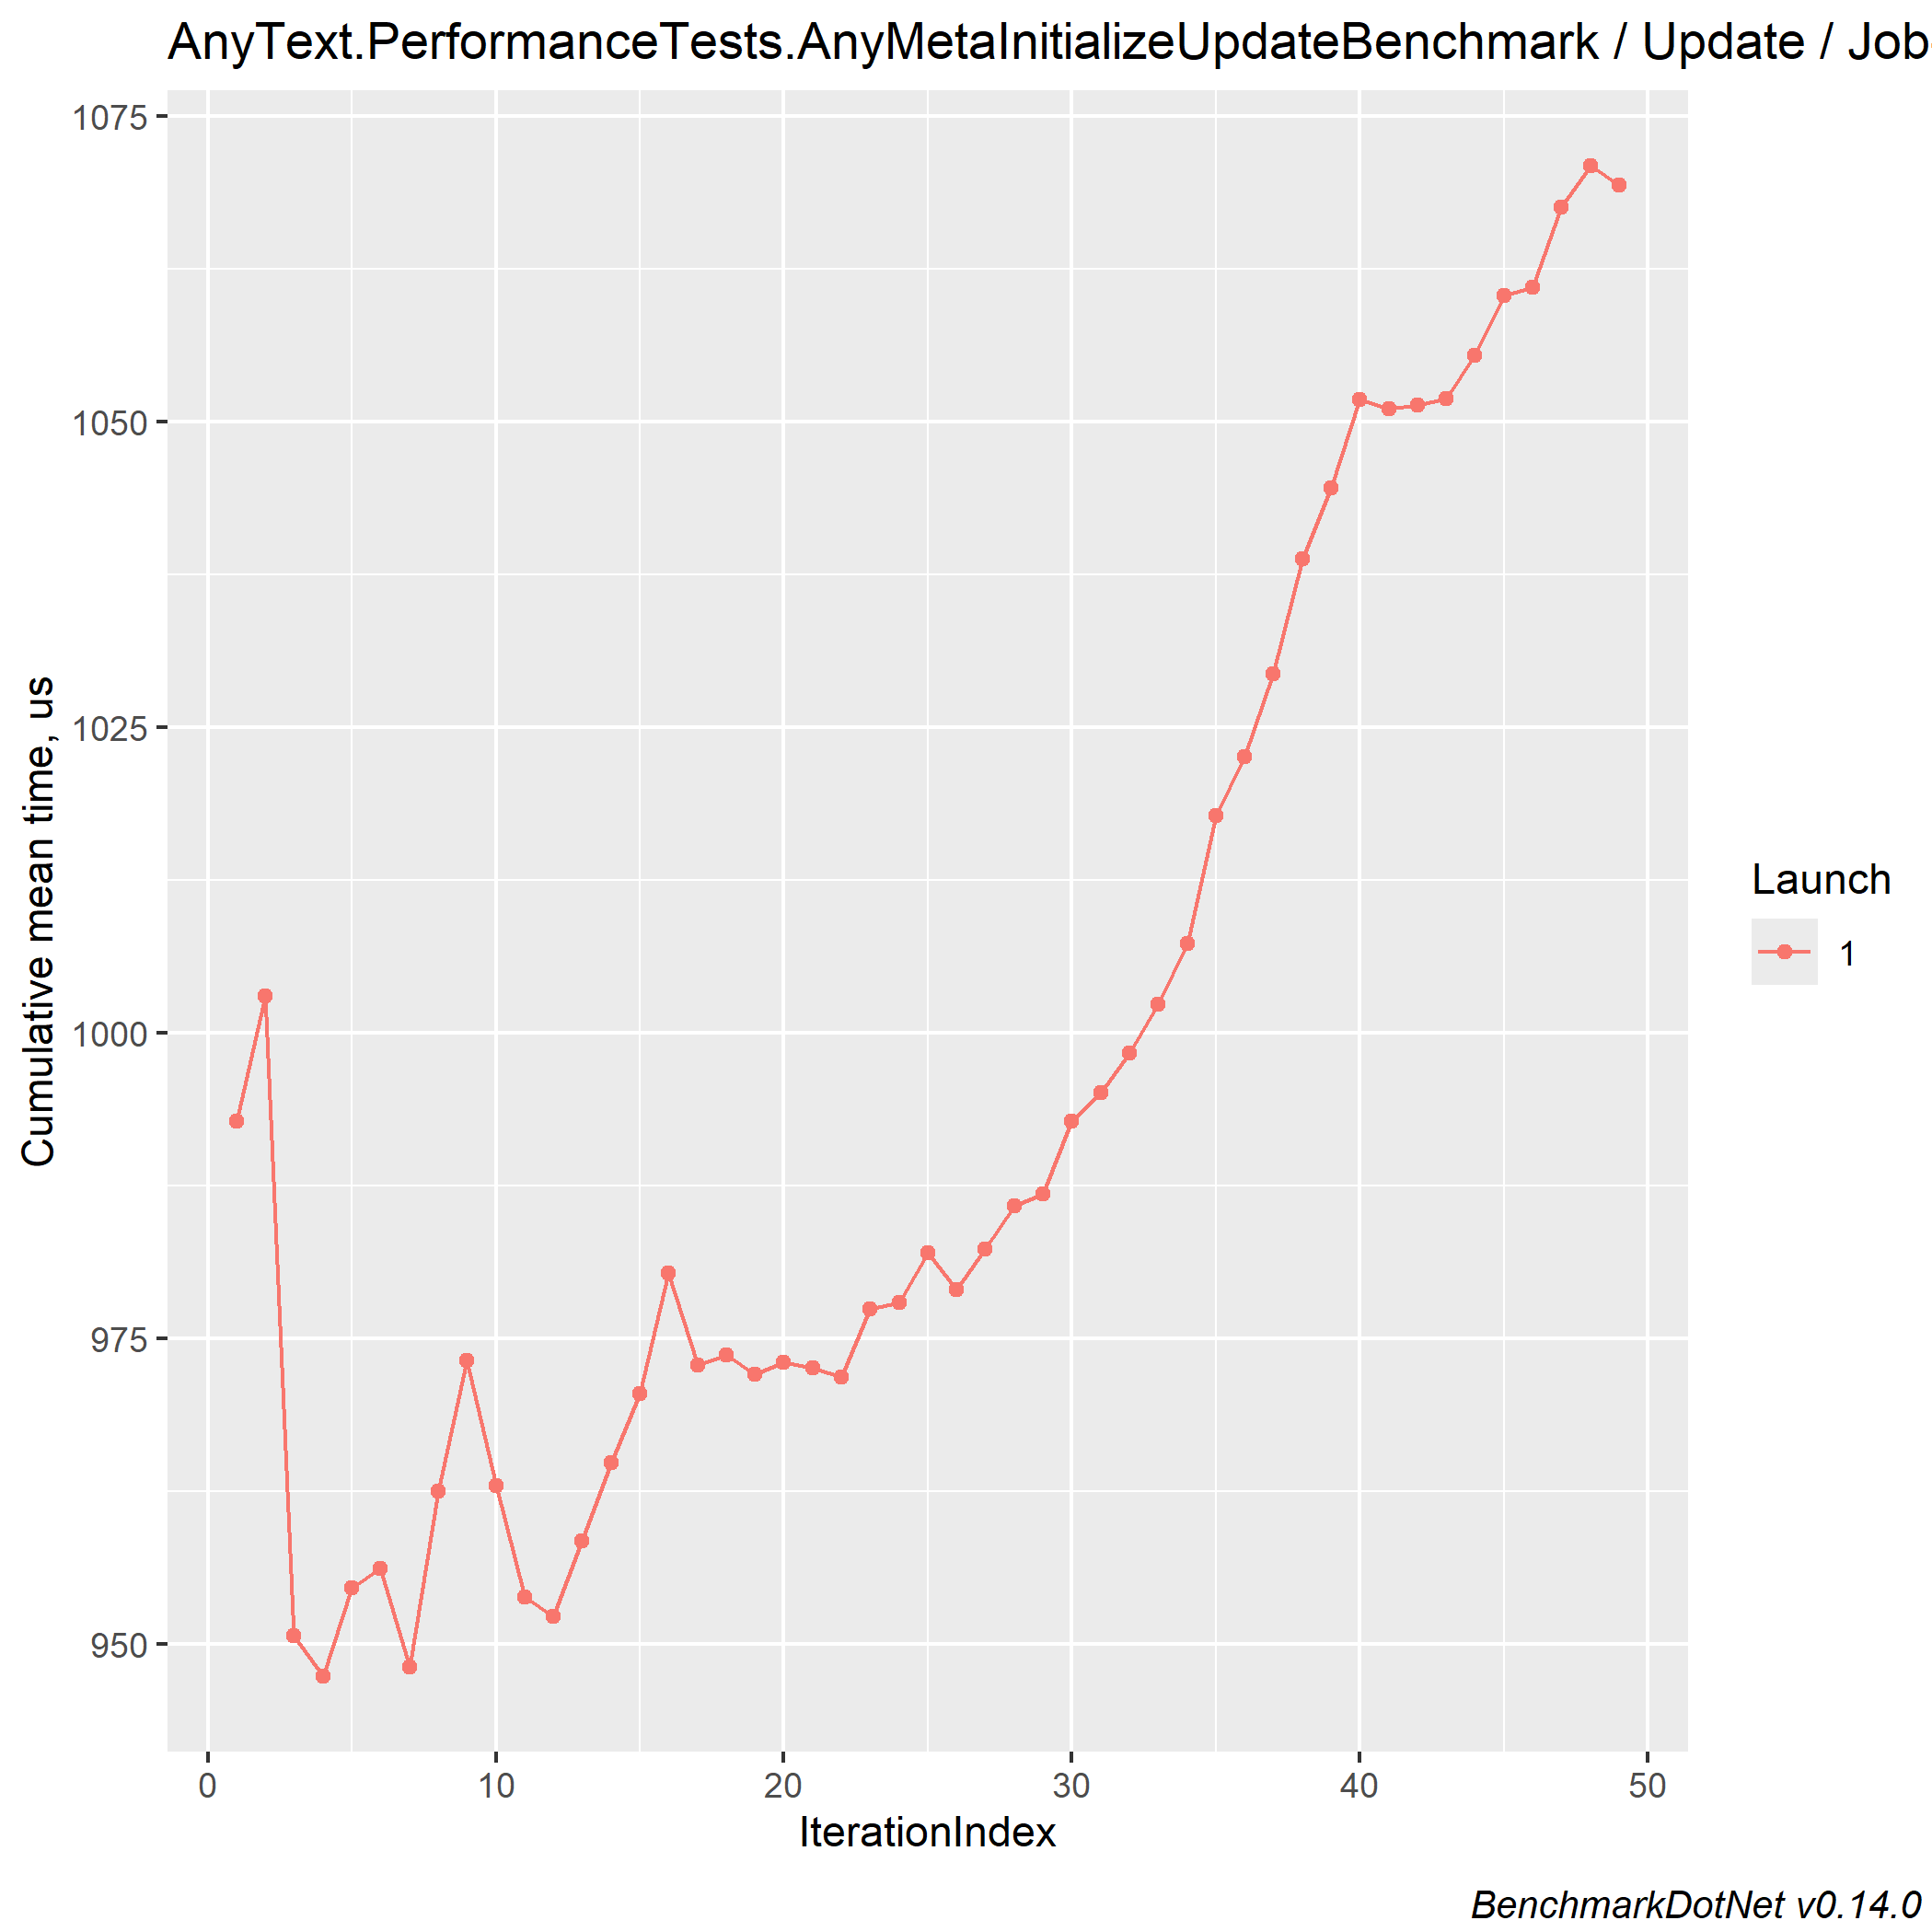 AnyText.PerformanceTests.AnyMetaInitializeUpdateBenchmark / Update / Job
1075
1050
1025
1000
975
950
Cumulative mean time, us
0 10 20 30 40 50
IterationIndex
Launch
1
BenchmarkDotNet v0.14.0